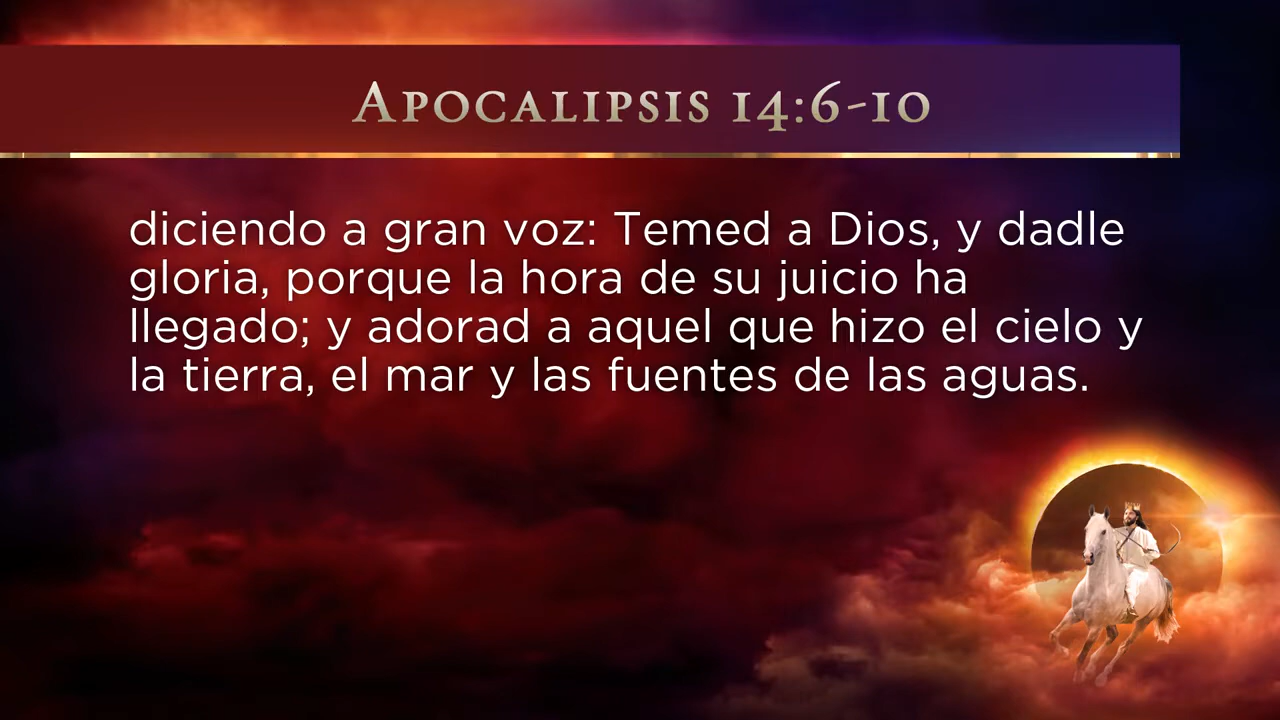 Apocalipsis 14:6-10
diciendo a gran voz: Temed a Dios, y dadle
gloria, porque la hora de su juicio ha
llegado; y adorad a aquel que hizo el cielo y
la tierra, el mar y las fuentes de las aguas.